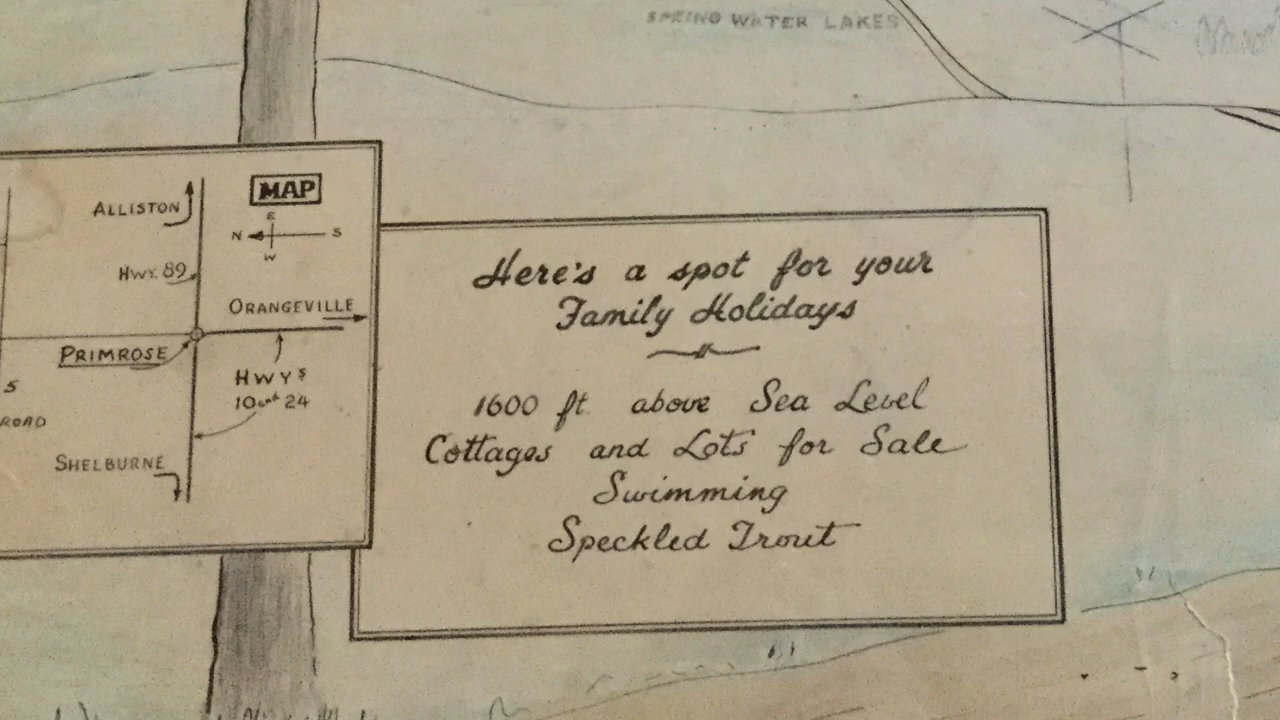 SPRING WATER LAKES
MAP
ALLISTON
E
N S
W
HWY. 89
ORANGEVILLE
PRIMROSE
HWYS
10 and 24
S
ROAD
SHELBURNE
Here's a spot for your
Family Holidays
1600 ft. above Sea Level
Cottages and Lots for Sale
Swimming
Speckled Trout